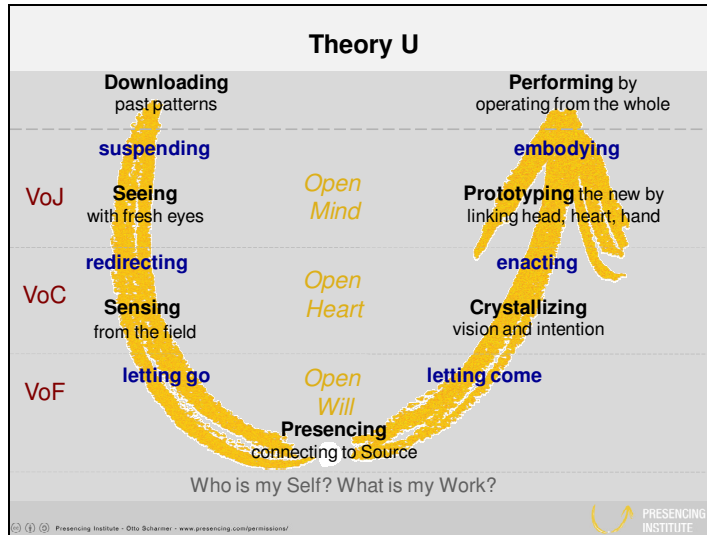 Theory U
Downloading
past patterns
Performing by
operating from the whole
suspending
embodying
VoJ
Seeing
with fresh eyes
Open
Mind
Prototyping the new by
linking head, heart, hand
redirecting
enacting
VoC
Sensing
from the field
Open
Heart
Crystallizing
vision and intention
letting go
letting come
VoF
Open
Will
Presencing
connecting to Source
Who is my Self? What is my Work?
Presencing Institute - Otto Scharmer - www.presencing.com/permissions/
PRESENCING
INSTITUTE